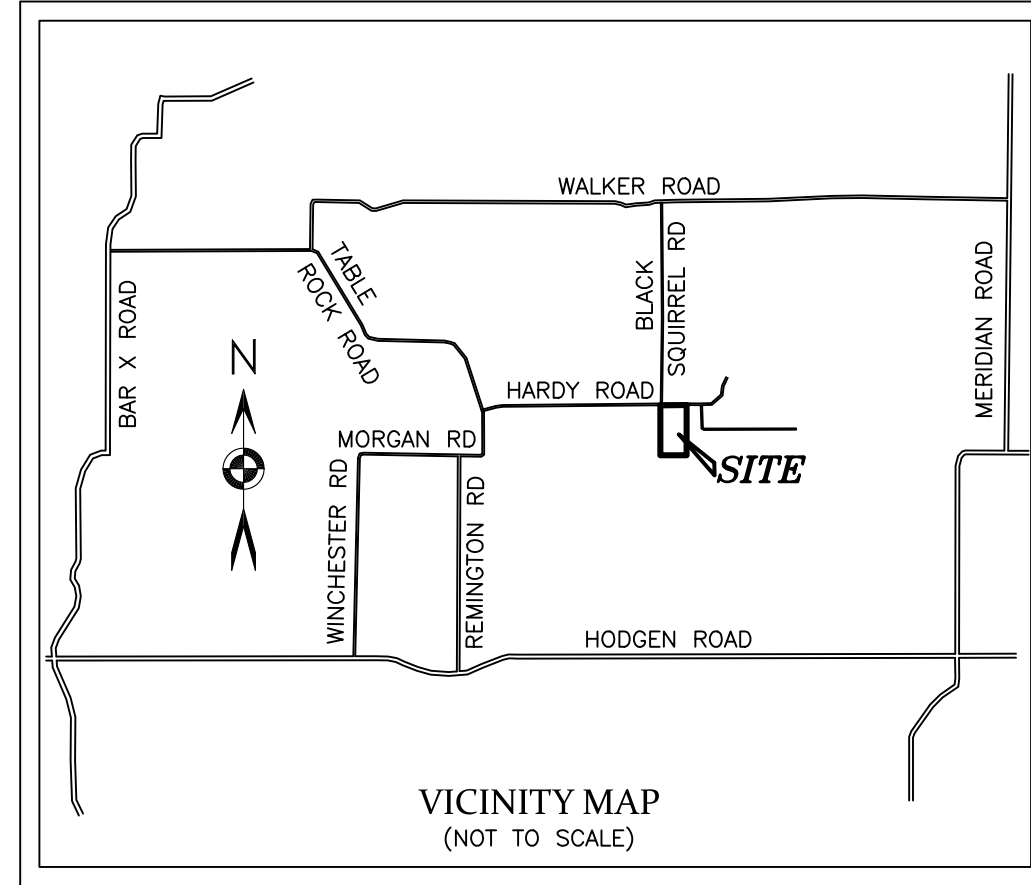 WALKER ROAD
TABLE
ROCK ROAD
BLACK
SQUIRREL RD
BAR X ROAD
MERIDIAN ROAD
N
HARDY ROAD
MORGAN RD
SITE
WINCHESTER RD
REMINGTON RD
HODGEN ROAD
VICINITY MAP
(NOT TO SCALE)